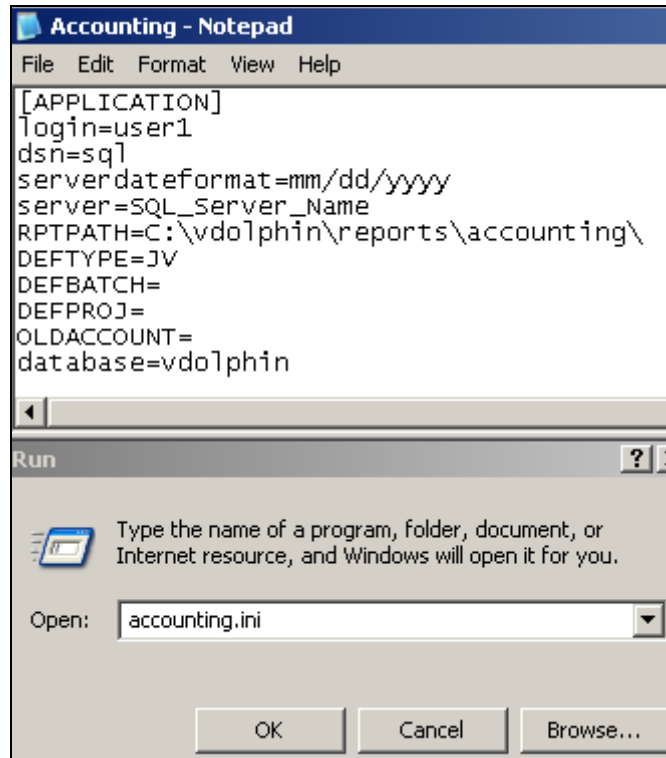 Accounting - Notepad
File Edit Format View Help
[APPLICATION]
login=user1
dsn=sql
serverdateformat=mm/dd/yyyy
server=SQL_Server_Name
RPTPATH=C:\vdolphin\reports\accounting\
DEFTYPE=JV
DEFBATCH=
DEFPROJ=
OLDACCOUNT=
database=vdolphin
Run
Type the name of a program, folder, document, or
Internet resource, and Windows will open it for you.
Open: accounting.ini
OK Cancel Browse...